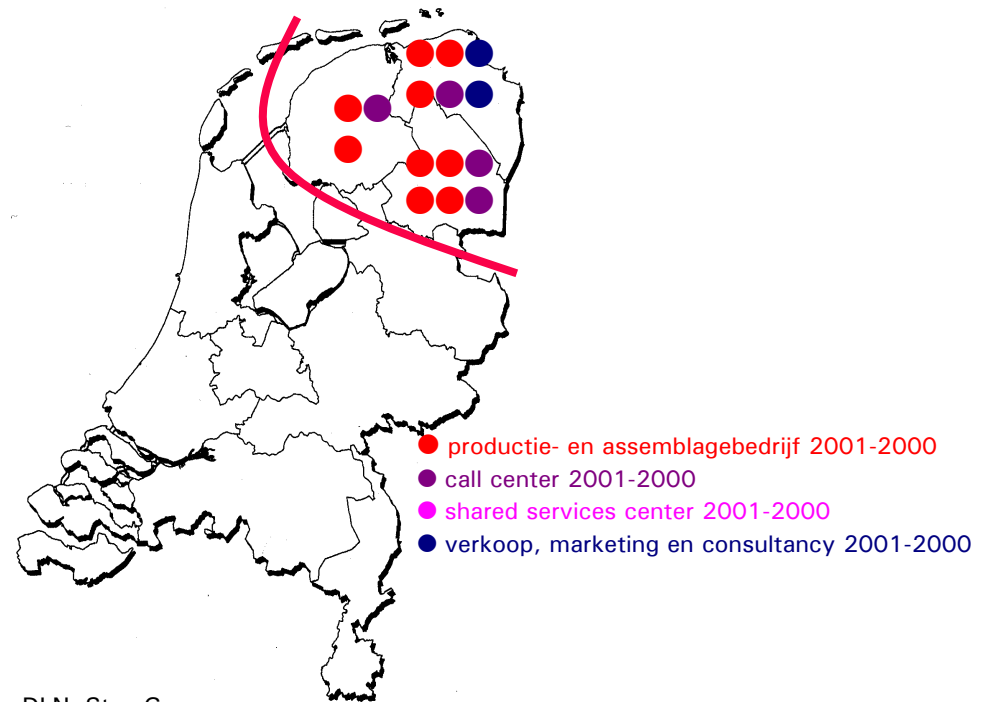 productie- en assemblagebedrijf 2001-2000
call center 2001-2000
shared services center 2001-2000
verkoop, marketing en consultancy 2001-2000